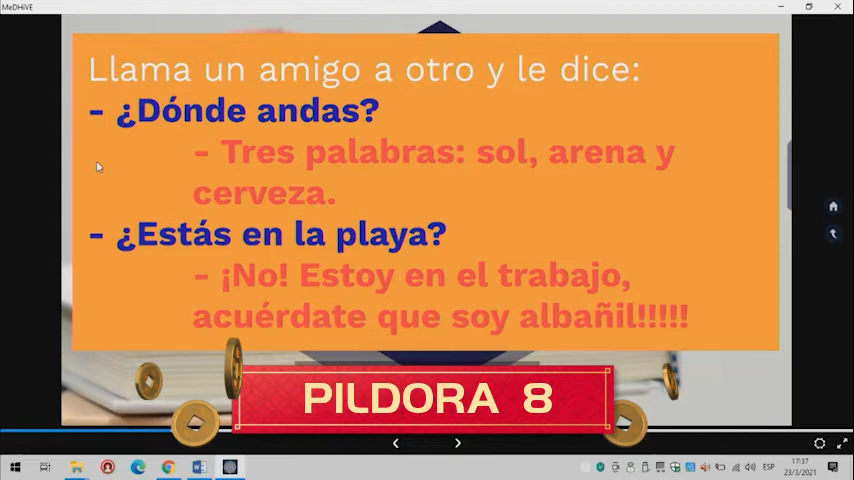 MeDHiVE
Llama un amigo a otro y le dice:
- ¿Dónde andas?
- Tres palabras: sol, arena y
cerveza.
- ¿Estás en la playa?
- ¡No! Estoy en el trabajo,
acuérdate que soy albañil!!!!!
PILDORA 8
ESP
17:37
23/3/2021